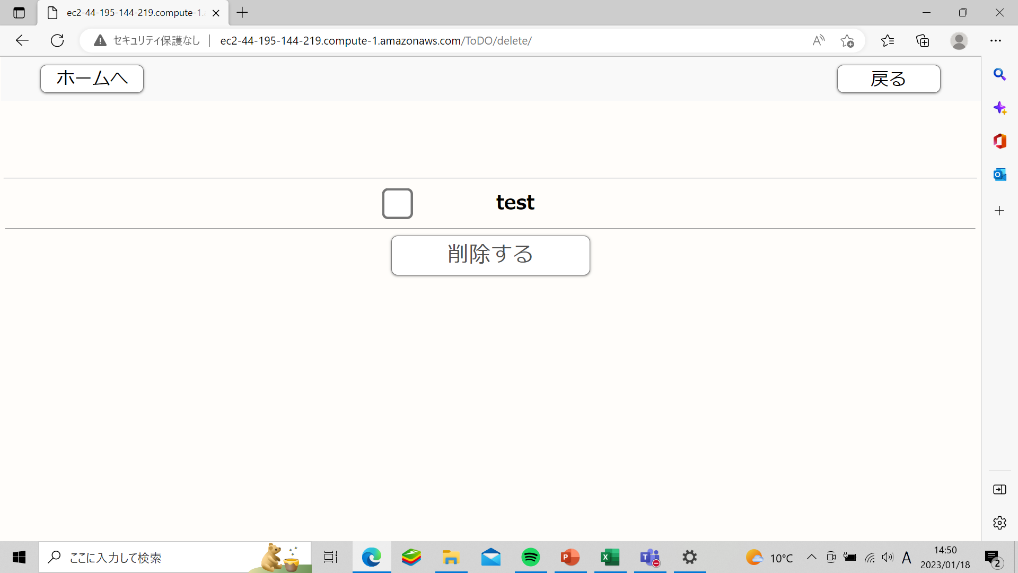 ec2-44-195-144-219.compute-1.
セキュリティ保護なし ec2-44-195-144-219.compute-1.amazonaws.com/ToDO/delete/
ホームへ 戻る
test
削除する
ここに入力して検索
10°C
A
14:50
2023/01/18
2